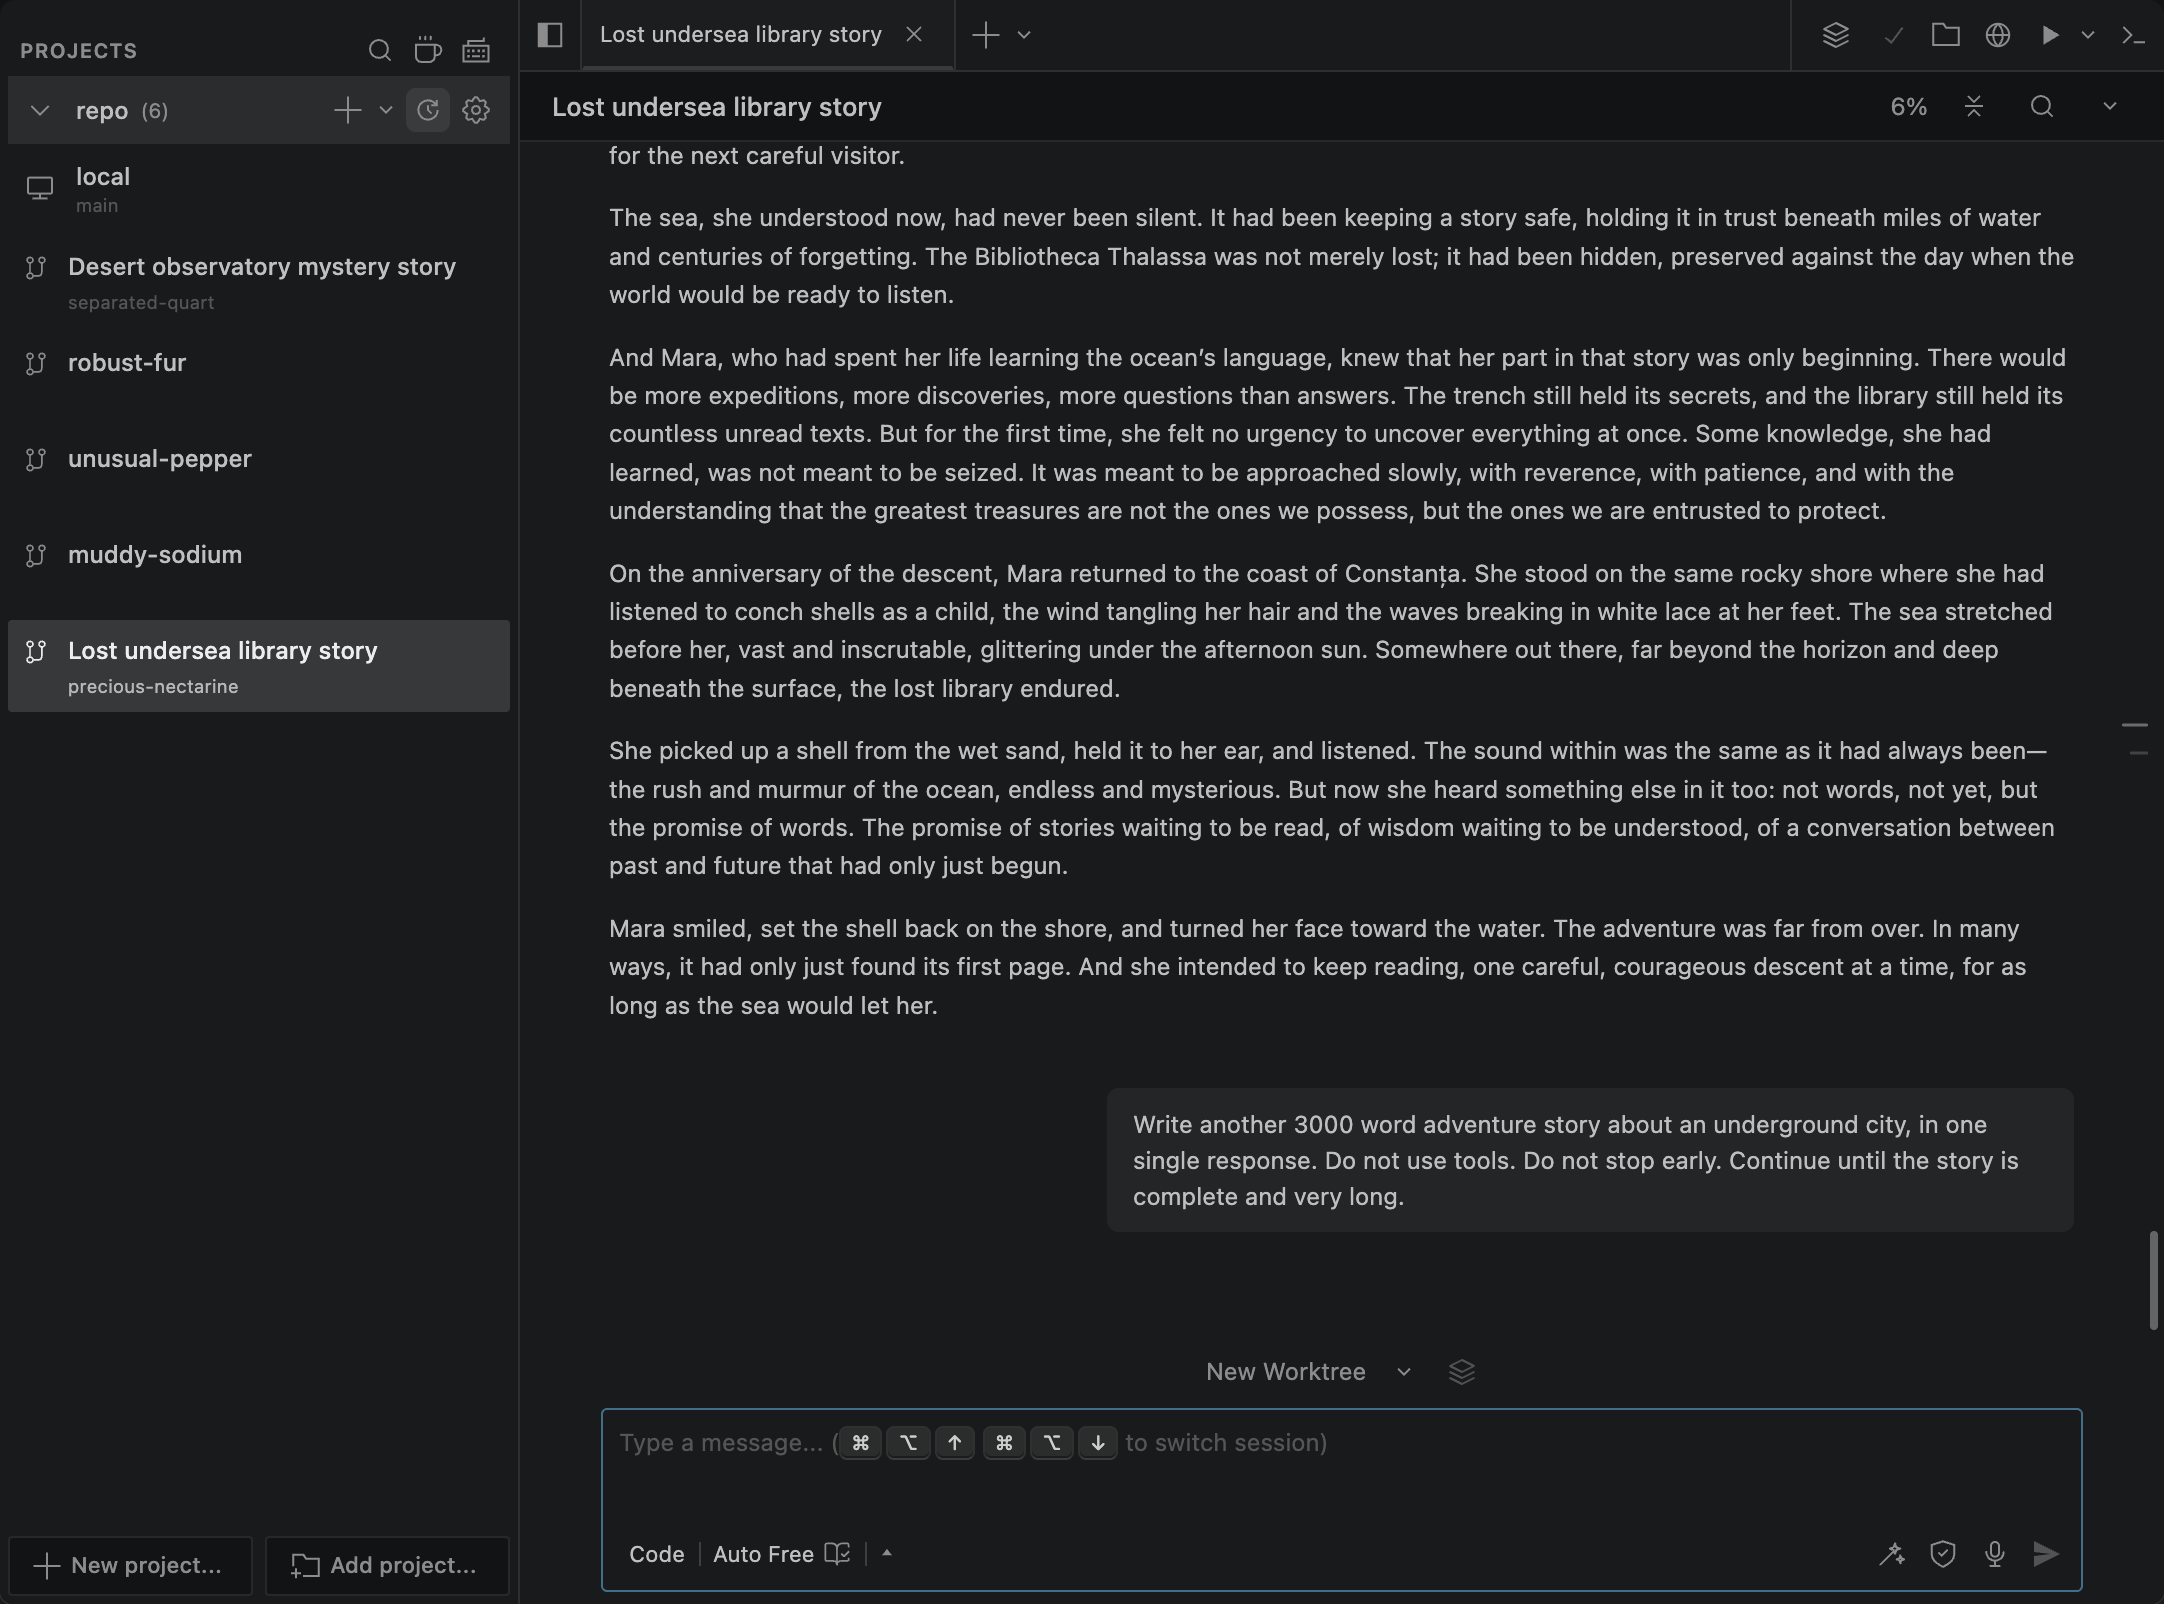 PROJECTS
repo (6)
local
main
Desert observatory mystery story
separated-quart
robust-fur
unusual-pepper
muddy-sodium
Lost undersea library story
precious-nectarine
New project...
Add project...
Lost undersea library story
Lost undersea library story
6%
for the next careful visitor.
The sea, she understood now, had never been silent. It had been keeping a story safe, holding it in trust beneath miles of water
and centuries of forgetting. The Bibliotheca Thalassa was not merely lost; it had been hidden, preserved against the day when the
world would be ready to listen.
And Mara, who had spent her life learning the ocean’s language, knew that her part in that story was only beginning. There would
be more expeditions, more discoveries, more questions than answers. The trench still held its secrets, and the library still held its
countless unread texts. But for the first time, she felt no urgency to uncover everything at once. Some knowledge, she had
learned, was not meant to be seized. It was meant to be approached slowly, with reverence, with patience, and with the
understanding that the greatest treasures are not the ones we possess, but the ones we are entrusted to protect.
On the anniversary of the descent, Mara returned to the coast of Constanța. She stood on the same rocky shore where she had
listened to conch shells as a child, the wind tangling her hair and the waves breaking in white lace at her feet. The sea stretched
before her, vast and inscrutable, glittering under the afternoon sun. Somewhere out there, far beyond the horizon and deep
beneath the surface, the lost library endured.
She picked up a shell from the wet sand, held it to her ear, and listened. The sound within was the same as it had always been—
the rush and murmur of the ocean, endless and mysterious. But now she heard something else in it too: not words, not yet, but
the promise of words. The promise of stories waiting to be read, of wisdom waiting to be understood, of a conversation between
past and future that had only just begun.
Mara smiled, set the shell back on the shore, and turned her face toward the water. The adventure was far from over. In many
ways, it had only just found its first page. And she intended to keep reading, one careful, courageous descent at a time, for as
long as the sea would let her.
Write another 3000 word adventure story about an underground city, in one
single response. Do not use tools. Do not stop early. Continue until the story is
complete and very long.
New Worktree
Type a message... (⌘ ⌥ ↑ ⌘ ⌥ ↓ to switch session)
Code
Auto Free